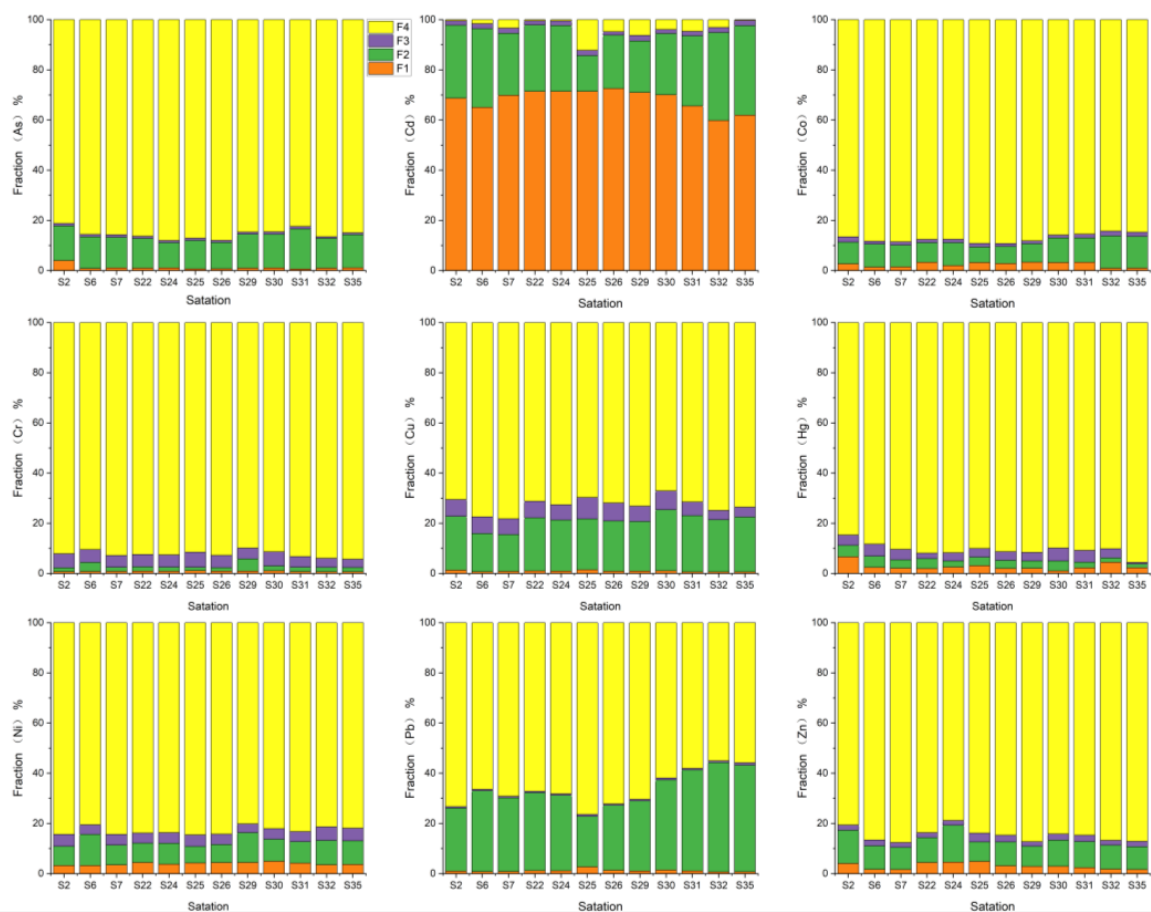 100
80
60
40
20
0
Fraction （As） %
F4
F3
F2
F1
S2 S6 S7 S22 S24 S25 S26 S29 S30 S31 S32 S35
Satation
100
80
60
40
20
0
Fraction （Cd） %
S2 S6 S7 S22 S24 S25 S26 S29 S30 S31 S32 S35
Satation
100
80
60
40
20
0
Fraction （Co） %
S2 S6 S7 S22 S24 S25 S26 S29 S30 S31 S32 S35
Satation
100
80
60
40
20
0
Fraction （Cr） %
S2 S6 S7 S22 S24 S25 S26 S29 S30 S31 S32 S35
Satation
100
80
60
40
20
0
Fraction （Cu） %
S2 S6 S7 S22 S24 S25 S26 S29 S30 S31 S32 S35
Satation
100
80
60
40
20
0
Fraction （Hg） %
S2 S6 S7 S22 S24 S25 S26 S29 S30 S31 S32 S35
Satation
100
80
60
40
20
0
Fraction （Ni） %
S2 S6 S7 S22 S24 S25 S26 S29 S30 S31 S32 S35
Satation
100
80
60
40
20
0
Fraction （Pb） %
S2 S6 S7 S22 S24 S25 S26 S29 S30 S31 S32 S35
Satation
100
80
60
40
20
0
Fraction （Zn） %
S2 S6 S7 S22 S24 S25 S26 S29 S30 S31 S32 S35
Satation